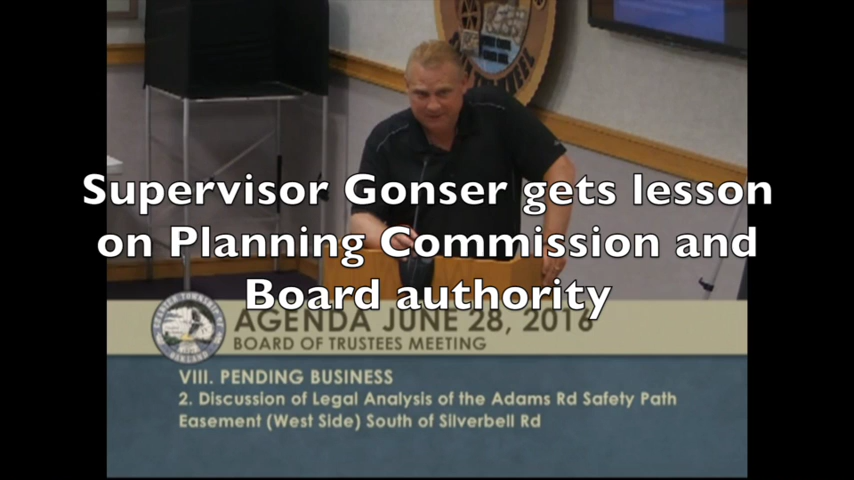 Supervisor Gonser gets lesson
on Planning Commission and
Board authority
AGENDA JUNE 28, 2016
BOARD OF TRUSTEES MEETING
VIII. PENDING BUSINESS
2. Discussion of Legal Analysis of the Adams Rd Safety Path
Easement (West Side) South of Silverbell Rd